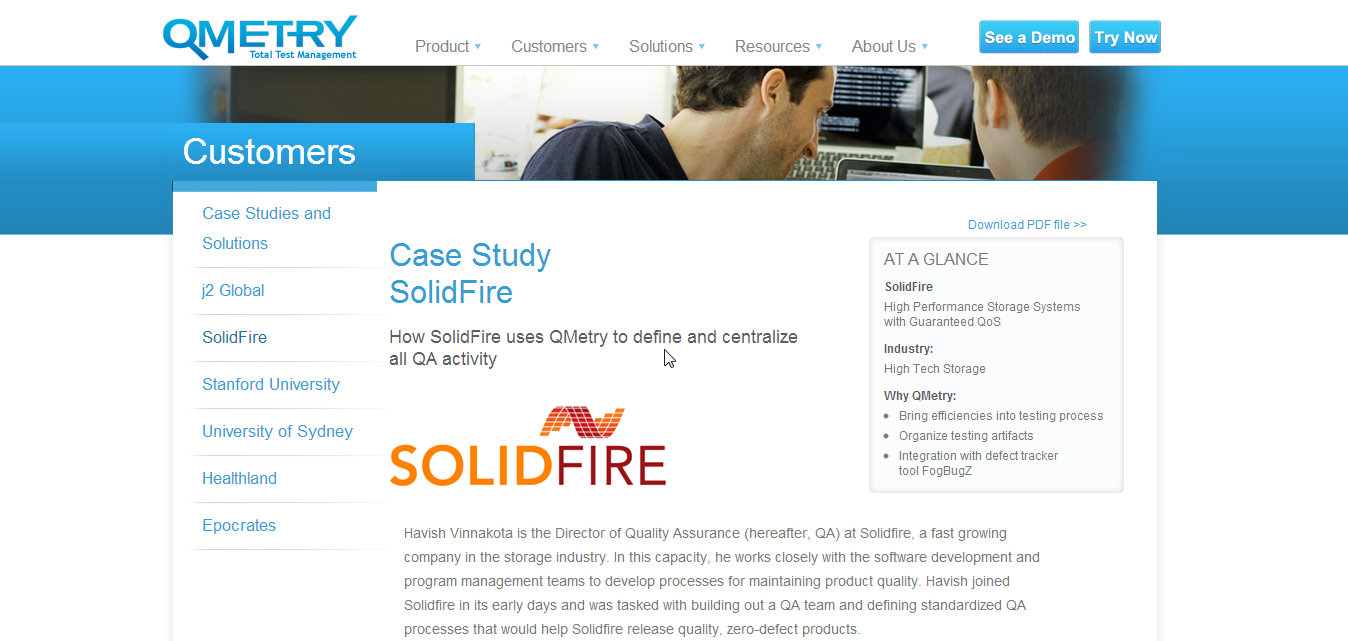 QMETRY
Total Test Management
Product
Customers
Solutions
Resources
About Us
See a Demo
Try Now
Customers
Case Studies and
Solutions
j2 Global
SolidFire
Stanford University
University of Sydney
Healthland
Epocrates
Case Study
SolidFire
How SolidFire uses QMetry to define and centralize
all QA activity
SOLIDFIRE
Download PDF file >>
AT A GLANCE
SolidFire
High Performance Storage Systems
with Guaranteed QoS
Industry:
High Tech Storage
Why QMetry:
Bring efficiencies into testing process
Organize testing artifacts
Integration with defect tracker
tool FogBugZ
Havish Vinnakota is the Director of Quality Assurance (hereafter, QA) at Solidfire, a fast growing
company in the storage industry. In this capacity, he works closely with the software development and
program management teams to develop processes for maintaining product quality. Havish joined
Solidfire in its early days and was tasked with building out a QA team and defining standardized QA
processes that would help Solidfire release quality, zero-defect products.